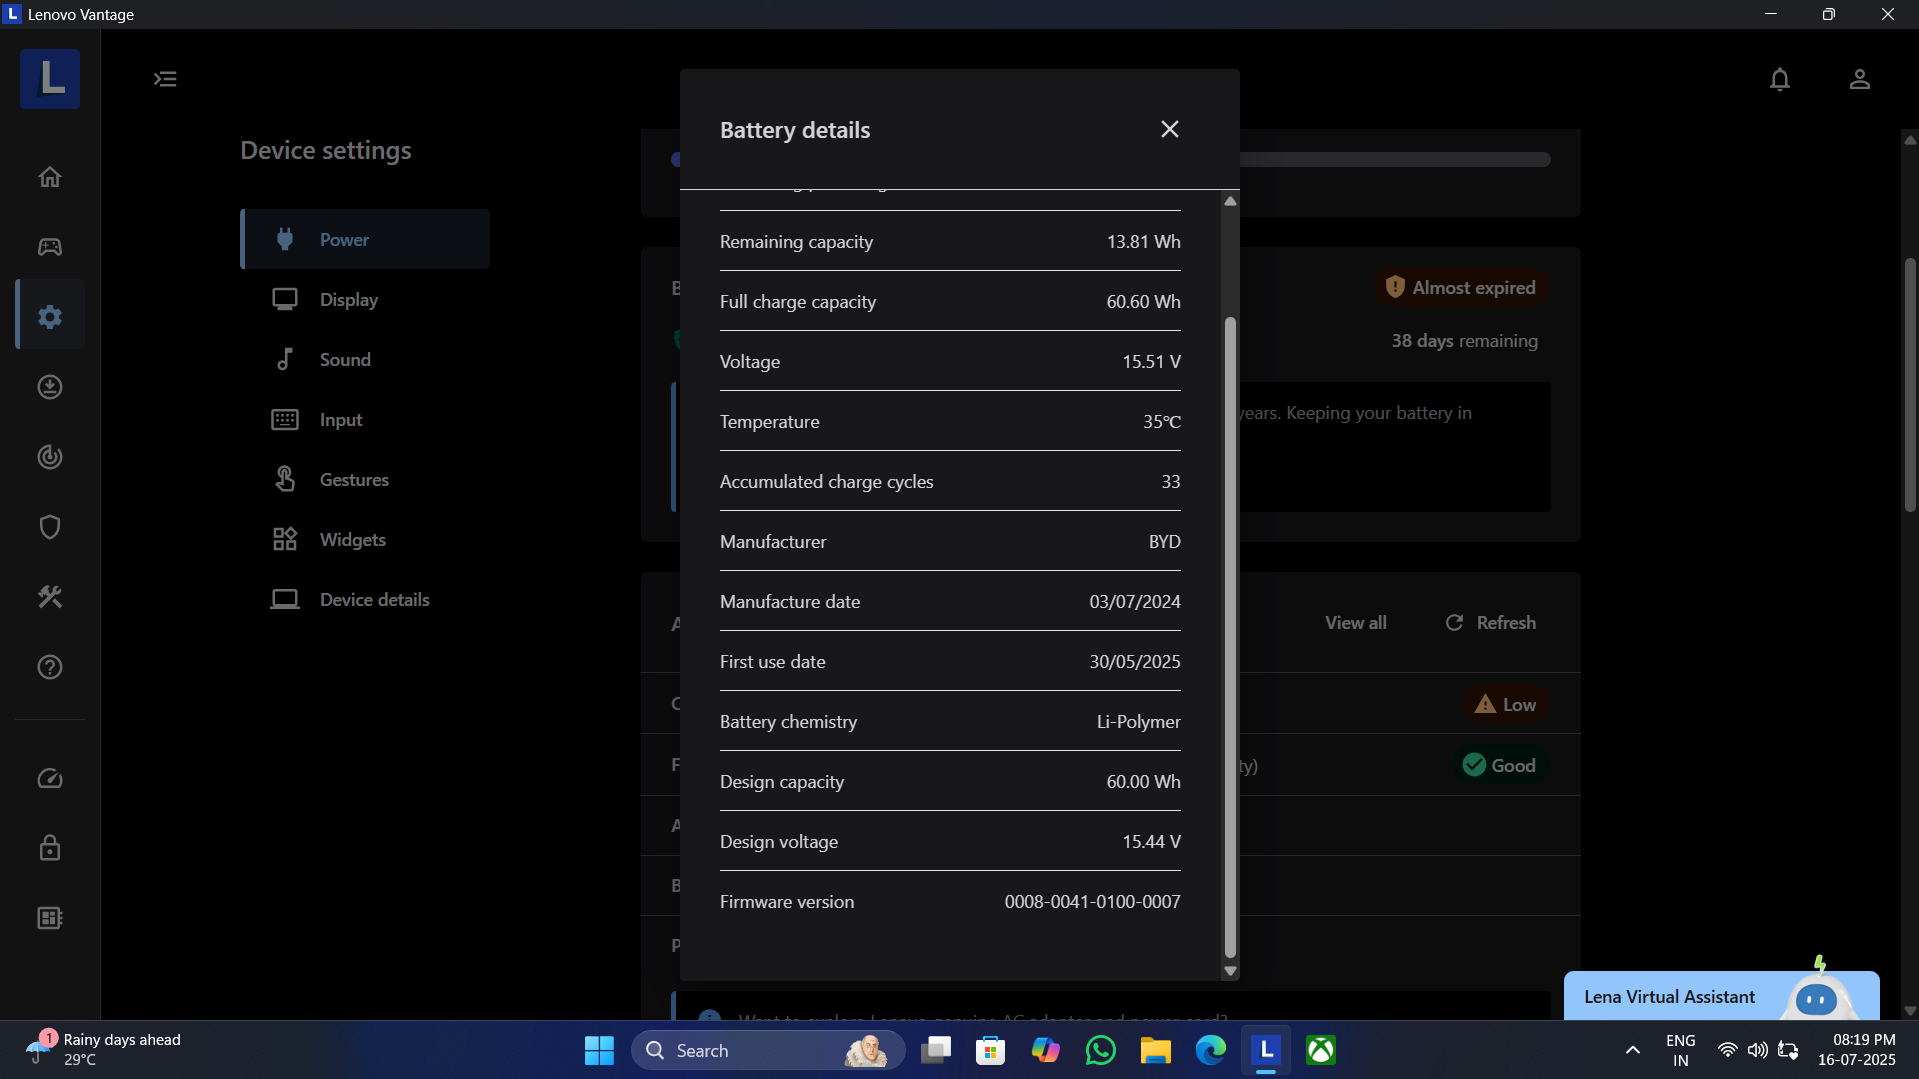 Lenovo Vantage
L
Device settings
Power
Display
Sound
Input
Gestures
Widgets
Device details
Battery details
Remaining capacity 13.81 Wh
Full charge capacity 60.60 Wh
Voltage 15.51 V
Temperature 35°C
Accumulated charge cycles 33
Manufacturer BYD
Manufacture date 03/07/2024
First use date 30/05/2025
Battery chemistry Li-Polymer
Design capacity 60.00 Wh
Design voltage 15.44 V
Firmware version 0008-0041-0100-0007
Almost expired
38 days remaining
years. Keeping your battery in
View all Refresh
Low
ty) Good
Lena Virtual Assistant
1
Rainy days ahead
29°C
Search
L
ENG
IN
08:19 PM
16-07-2025